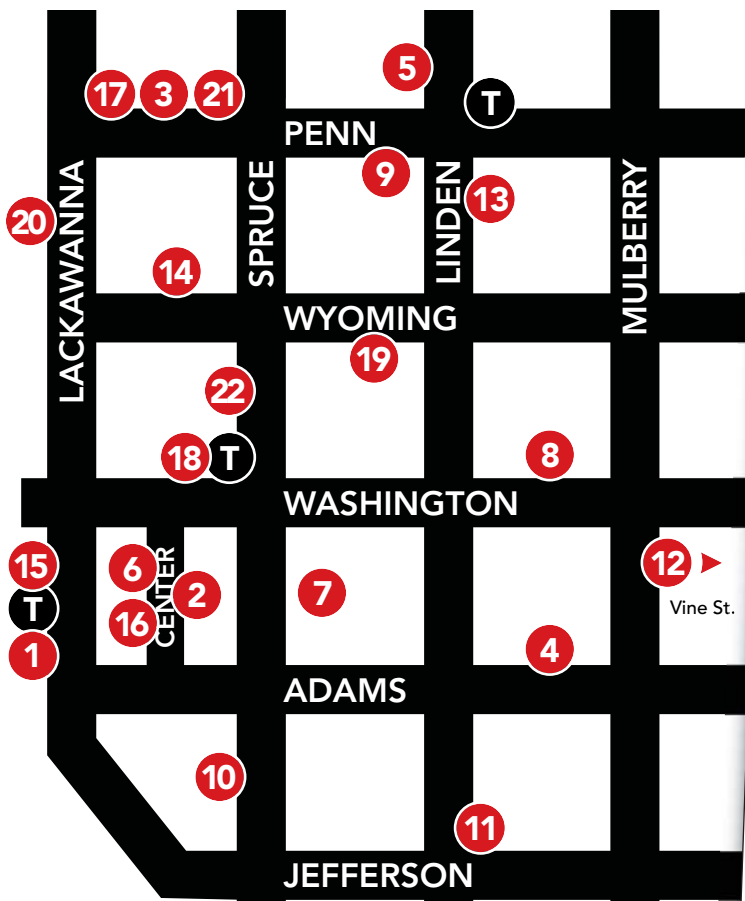 5
17 3 21
T
PENN
9
LACKAWANNA
SPRUCE
LINDEN
13
MULBERRY
20
14
WYOMING
19
22
18 T
8
WASHINGTON
15
6
CENTER
2
7
12
T
16
Vine St.
1
4
ADAMS
10
11
JEFFERSON